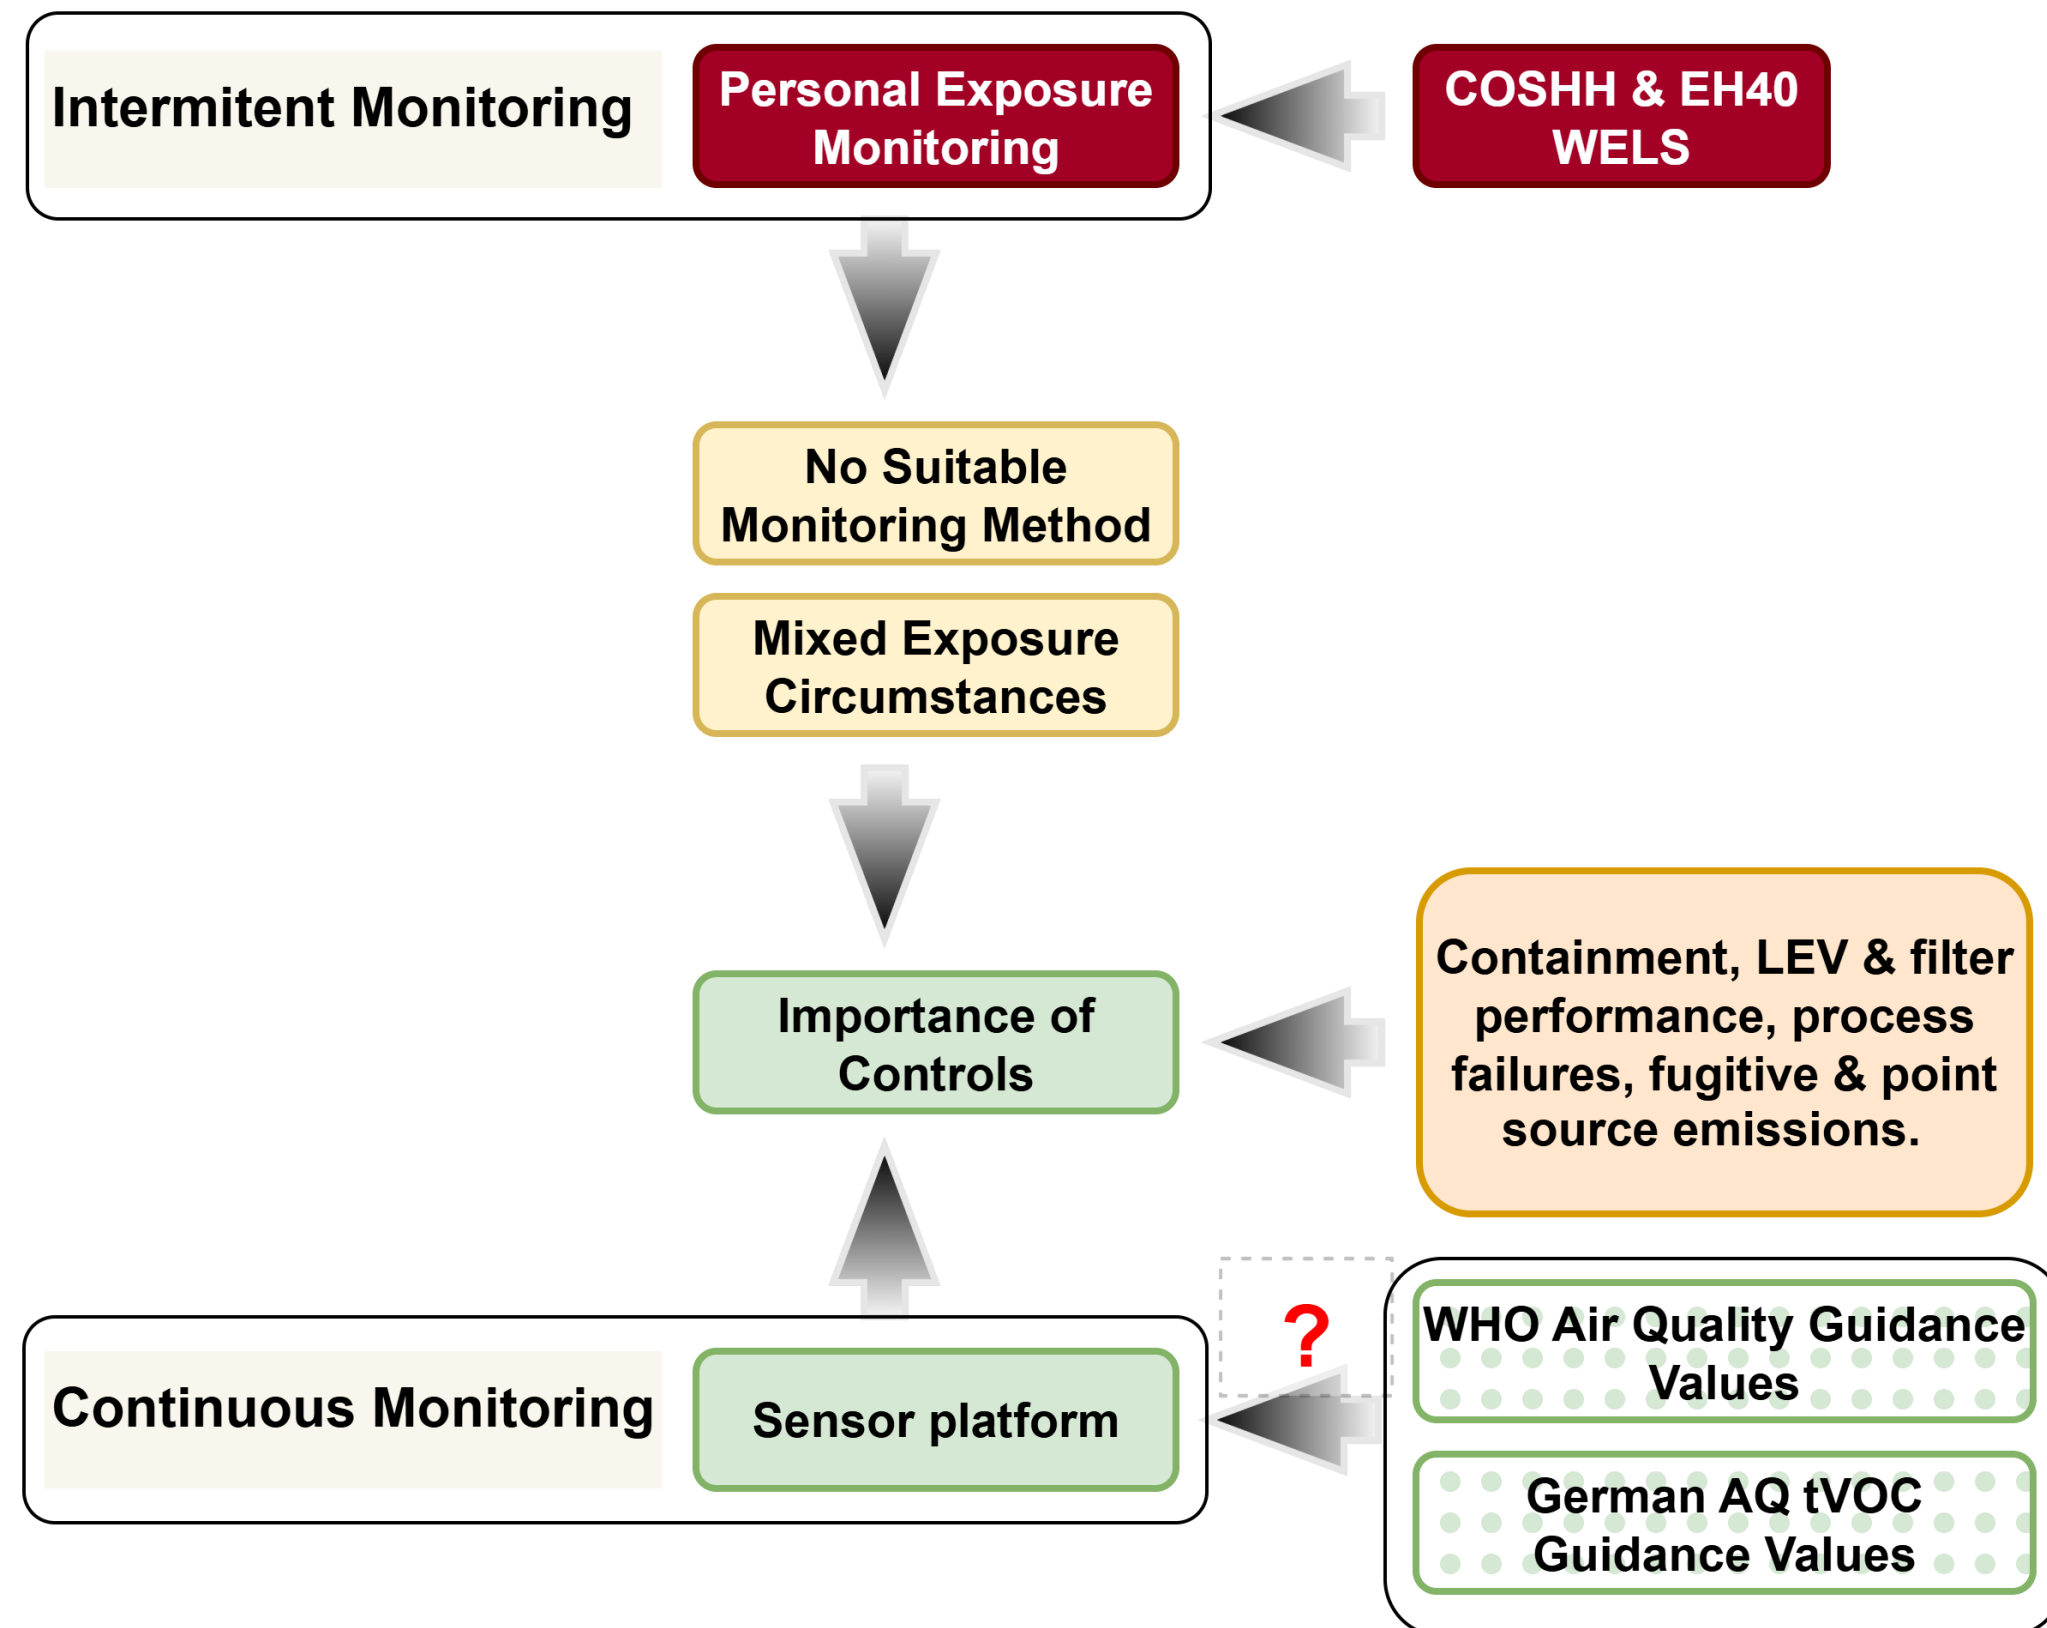 Intermitent Monitoring
Personal Exposure
Monitoring
COSHH & EH40
WELS
No Suitable
Monitoring Method
Mixed Exposure
Circumstances
Importance of
Controls
Containment, LEV & filter
performance, process
failures, fugitive & point
source emissions.
Continuous Monitoring
Sensor platform
?
WHO Air Quality Guidance
Values
German AQ tVOC
Guidance Values